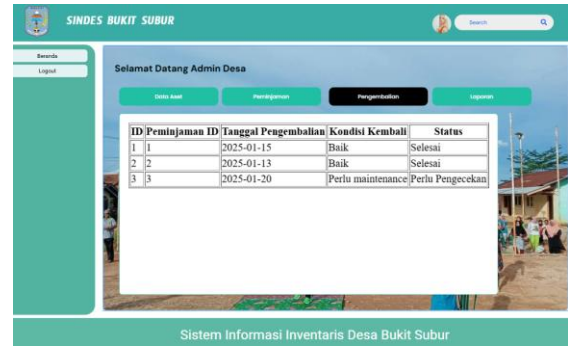 SINDES BUKIT SUBUR
Search
Beranda
Logout
Selamat Datang Admin Desa
Data Aset Peminjaman Pengembalian Laporan
ID Peminjaman ID Tanggal Pengembalian Kondisi Kembali Status
1 1 2025-01-15 Baik Selesai
2 2 2025-01-13 Baik Selesai
3 3 2025-01-20 Perlu maintenance Perlu Pengecekan
Sistem Informasi Inventaris Desa Bukit Subur